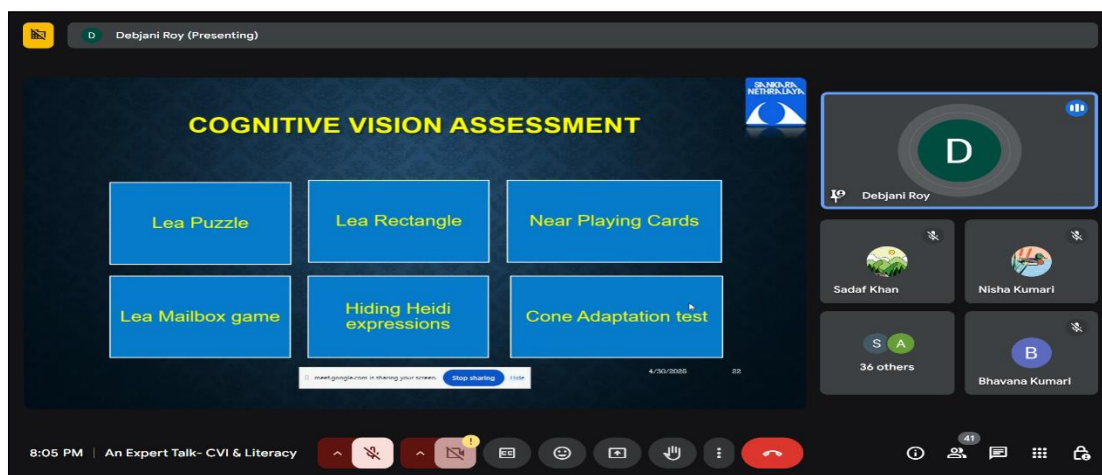 D Debjani Roy (Presenting)
SANKARA
NETHRALAYA
COGNITIVE VISION ASSESSMENT
Lea Puzzle
Lea Rectangle
Near Playing Cards
Lea Mailbox game
Hiding Heidi
expressions
Cone Adaptation test
meet.google.com is sharing your screen. Stop sharing Hide
4/30/2025 22
D
Debjani Roy
Sadaf Khan
Nisha Kumari
S A
36 others
B
Bhavana Kumari
8:05 PM | An Expert Talk- CVI & Literacy
CC
41